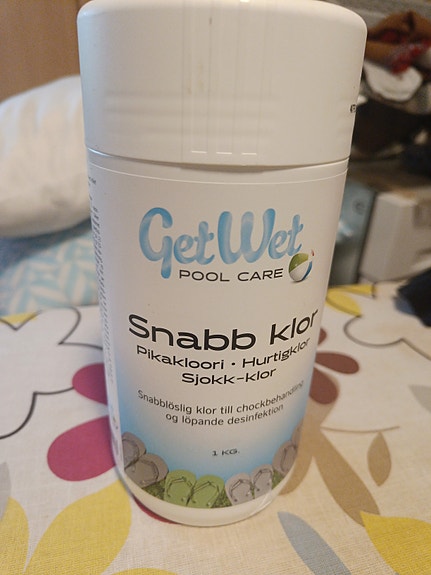 GetWet
POOL CARE
Snabb klor
Pikakloori • Hurtigklor
Sjokk-klor
Snabblöslig klor till chockbehandling
och löpande desinfektion
1 KG.